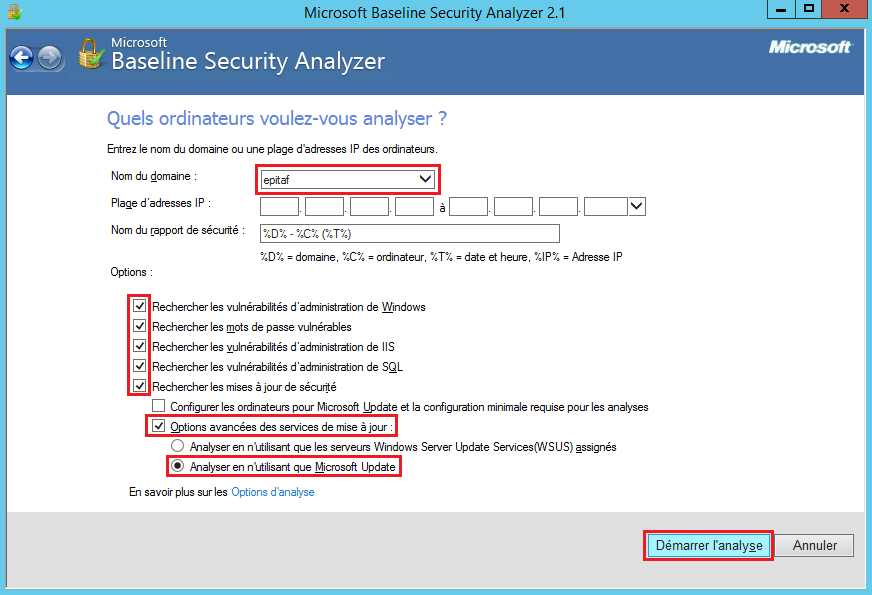 Microsoft Baseline Security Analyzer 2.1
Microsoft
Baseline Security Analyzer
Microsoft
Quels ordinateurs voulez-vous analyser ?
Entrez le nom du domaine ou une plage d'adresses IP des ordinateurs.
Nom du domaine : epitaf
Plage d'adresses IP : . . . à . . .
Nom du rapport de sécurité : %D% - %C% (%T%)
%D% = domaine, %C% = ordinateur, %T% = date et heure, %IP% = Adresse IP
Options :
Rechercher les vulnérabilités d'administration de Windows
Rechercher les mots de passe vulnérables
Rechercher les vulnérabilités d'administration de IIS
Rechercher les vulnérabilités d'administration de SQL
Rechercher les mises à jour de sécurité
Configurer les ordinateurs pour Microsoft Update et la configuration minimale requise pour les analyses
Options avancées des services de mise à jour :
Analyser en n'utilisant que les serveurs Windows Server Update Services(WSUS) assignés
Analyser en n'utilisant que Microsoft Update
En savoir plus sur les Options d'analyse
Démarrer l'analyse Annuler